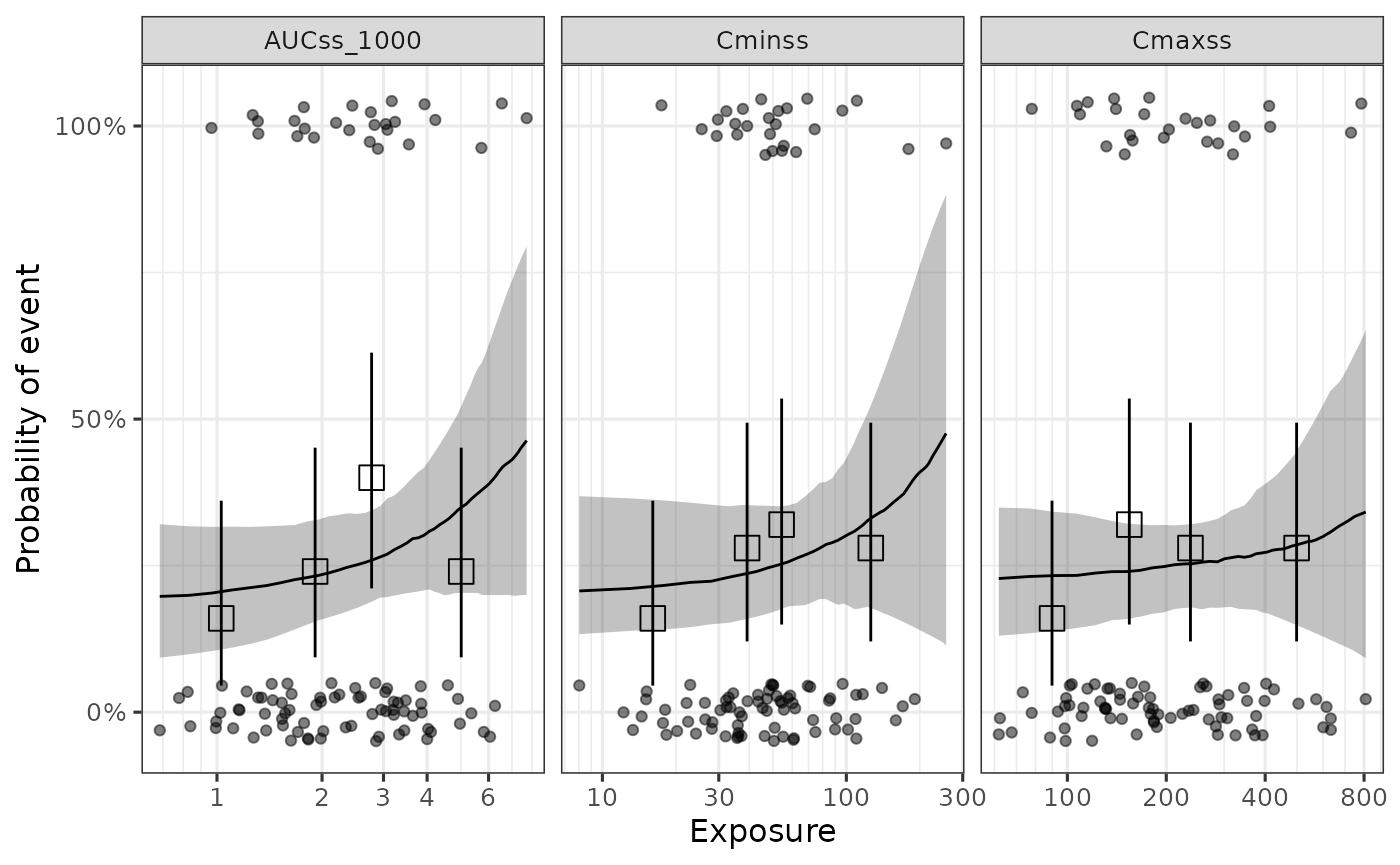 AUCss_1000 Cminss Cmaxss
Probability of event
100%
50%
0%
1 2 3 4 6 10 30 100 300 100 200 400 800
Exposure